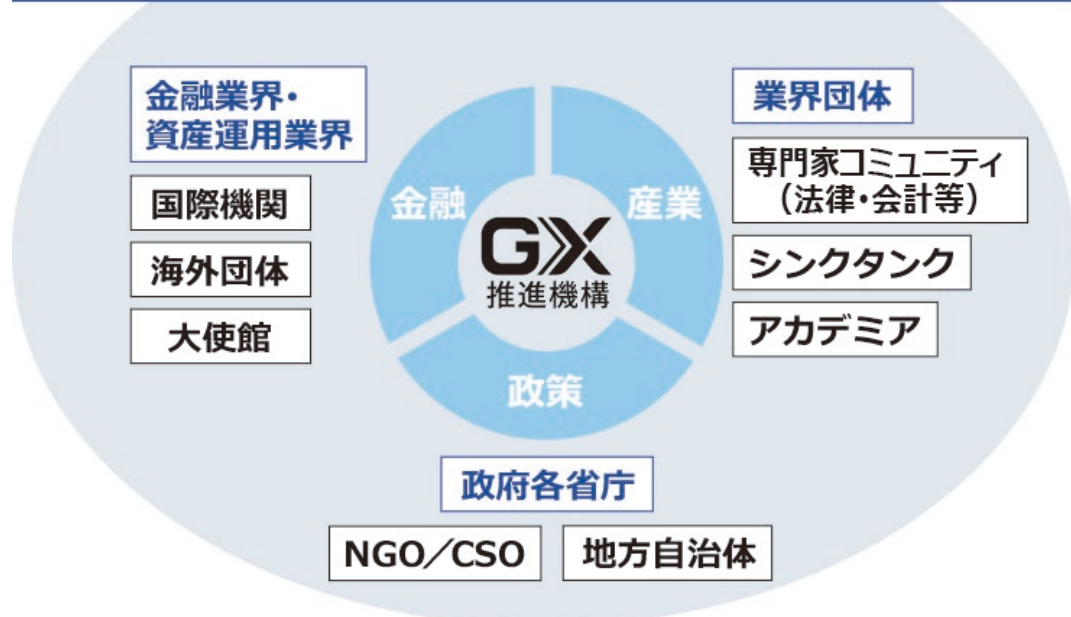 金融業界・
資産運用業界
国際機関
海外団体
大使館
金融
産業
政策
GX
推進機構
業界団体
専門家コミュニティ
（法律・会計等）
シンクタンク
アカデミア
政府各省庁
NGO／CSO
地方自治体